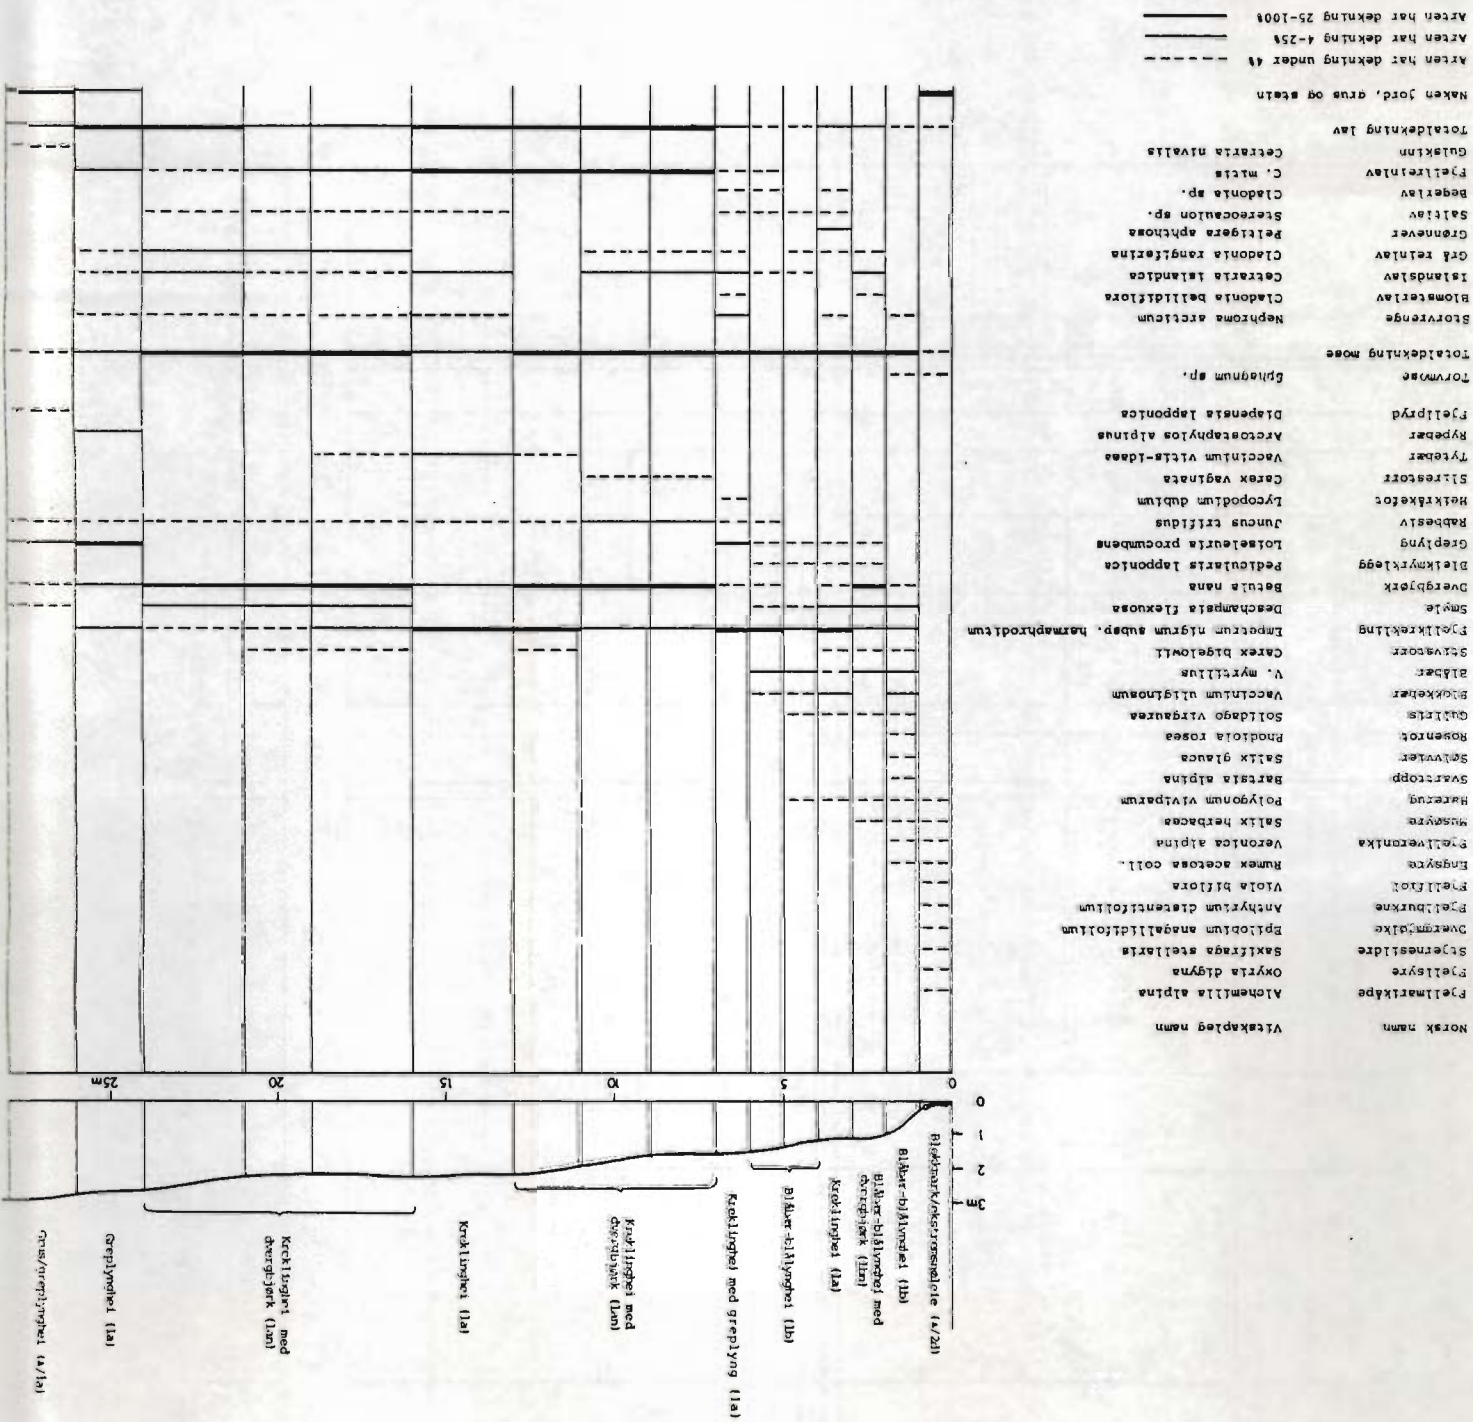 Blokkmark/ekstremsnøleie (4/2d)
Blåbær-blålynghei (1b)
Blåbær-blålynghei med
dvergbjørk (1bn)
Kreklinghei (1a)
Blåbær-blålynghei (1b)
Kreklinghei med greplyng (1a)
Kreklinghei med
dvergbjørk (1an)
Kreklinghei (1a)
Kreklinghei med
dvergbjørk (1an)
Greplynghei (1a)
Grus/greplynghei (4/1a)
3m
2
1
0
0 5 10 15 20 25m
Norsk namn Vitskapleg namn
Fjellmarikåpe Alchemilla alpina
Fjellsyre Oxyria digyna
Stjernesildre Saxifraga stellaris
Dvergmjølke Epilobium anagallidifolium
Fjellburkne Anthyrium distentifolium
Fjellfiol Viola biflora
Engsyre Rumex acetosa coll.
Fjellveronika Veronica alpina
Musøyre Salix herbacea
Harerug Polygonum viviparum
Svarttopp Bartsia alpina
Sølvvier Salix glauca
Rosenrot Rhodiola rosea
Gullris Solidago virgaurea
Blokkebær Vaccinium uliginosum
Blåbær V. myrtillus
Stivstorr Carex bigelowii
Fjellkrekling Empetrum nigrum subsp. hermaphroditum
Smyle Deschampsia flexuosa
Dvergbjørk Betula nana
Bleikmyrklegg Pedicularis lapponica
Greplyng Loiseleuria procumbens
Rabbesiv Juncus trifidus
Heikråkefot Lycopodium dubium
Slirestorr Carex vaginata
Tytebær Vaccinium vitis-idaea
Rypebær Arctostaphylos alpinus
Fjellpryd Diapensia lapponica
Torvmose Sphagnum sp.
Totaldekning mose
Storvrenge Nephroma arcticum
Blomsterlav Cladonia bellidiflora
Islandslav Cetraria islandica
Grå reinlav Cladonia rangiferina
Grønnever Peltigera aphthosa
Saltlav Stereocaulon sp.
Begerlav Cladonia sp.
Fjellreinlav C. mitis
Gulskinn Cetraria nivalis
Totaldekning lav
Naken jord, grus og stein
Arten har dekning under 4%
Arten har dekning 4-25%
Arten har dekning 25-100%